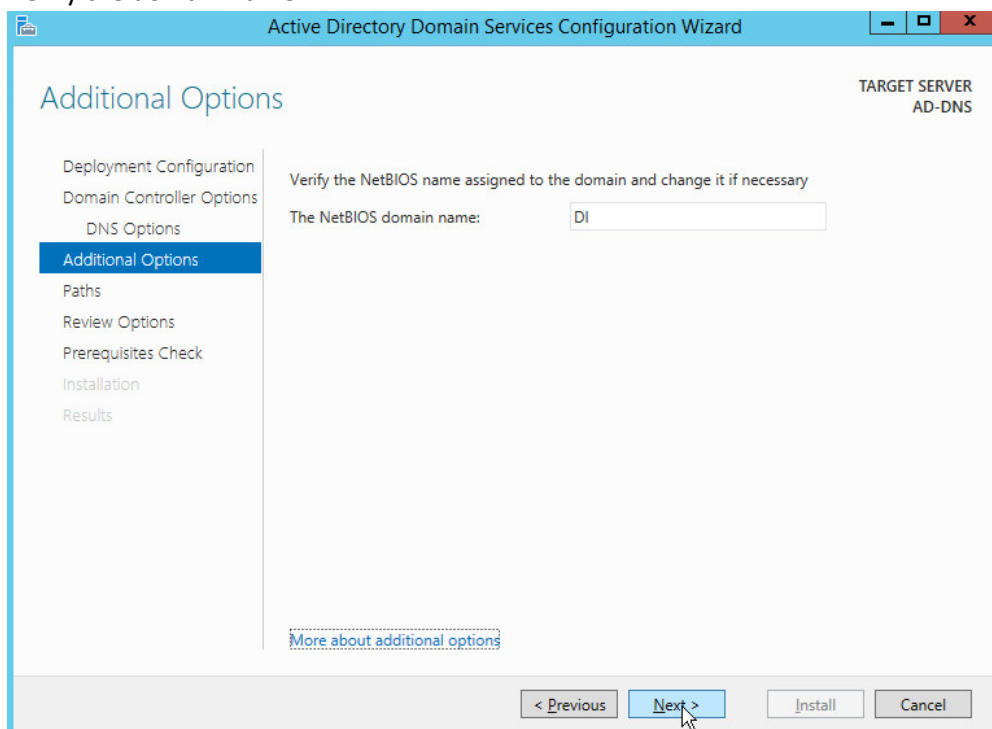 Active Directory Domain Services Configuration Wizard
Additional Options
TARGET SERVER
AD-DNS
Deployment Configuration
Domain Controller Options
DNS Options
Additional Options
Paths
Review Options
Prerequisites Check
Installation
Results
Verify the NetBIOS name assigned to the domain and change it if necessary
The NetBIOS domain name: DI
More about additional options
< Previous Next > Install Cancel